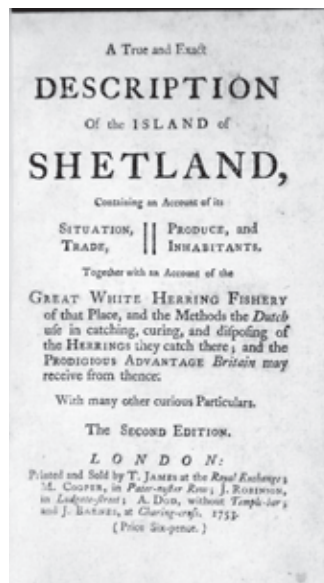 A True and Exact
DESCRIPTION
Of the ISLAND of
SHETLAND,
Containing an Account of its
SITUATION, || PRODUCE, and
TRADE, || INHABITANTS.
Together with an Account of the
GREAT WHITE HERRING FISHERY
of that Place, and the Methods the Dutch
use in catching, curing, and disposing of
the HERRINGS they catch there; and the
PRODIGIOUS ADVANTAGE Britain may
receive from thence.
With many other curious Particulars.
The SECOND EDITION.
LONDON:
Printed and Sold by T. JAMES at the Royal Exchange;
M. COOPER, in Pater-noster Row; J. ROBINSON,
in Ludgate-street; A. DOD, without Temple-bar;
and J. BARNES, at Charing-cross. 1753.
(Price Six-pence.)